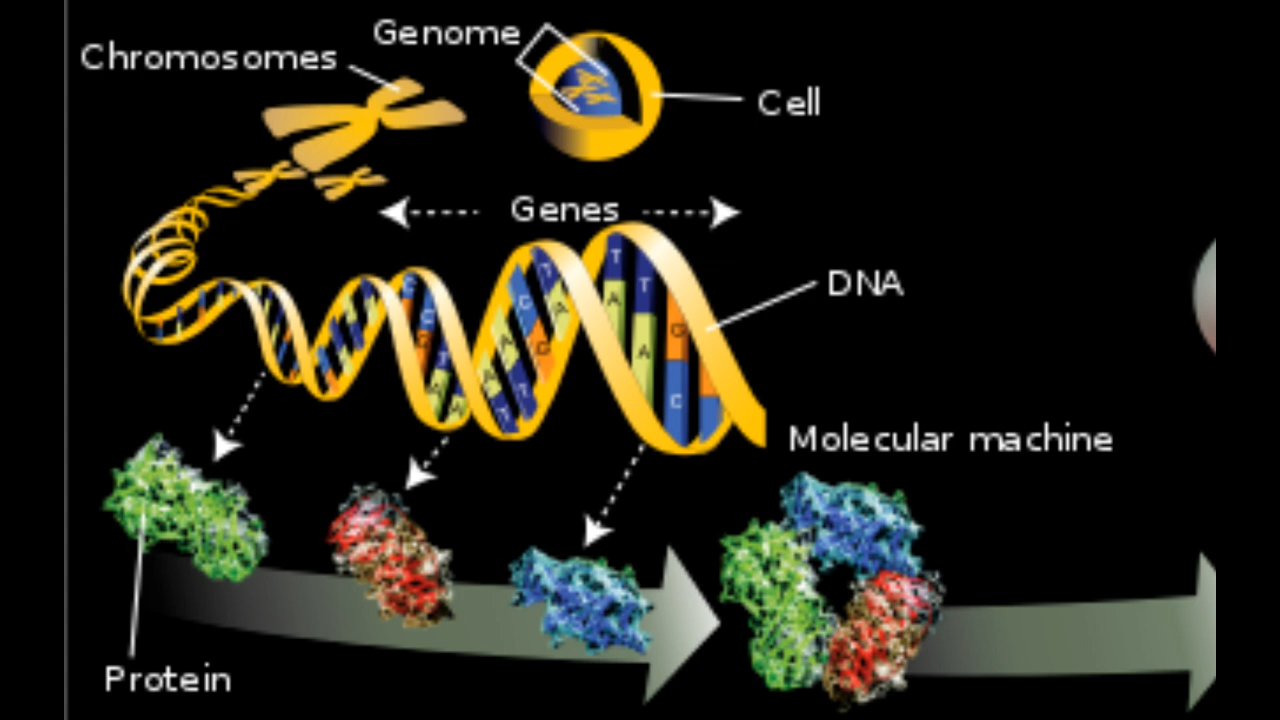 Genome
Chromosomes
Cell
Genes
DNA
T
T
T
C
G
A
A
C
C
G
G
A
A
T
A
A
A
T
T
C
Molecular machine
Protein